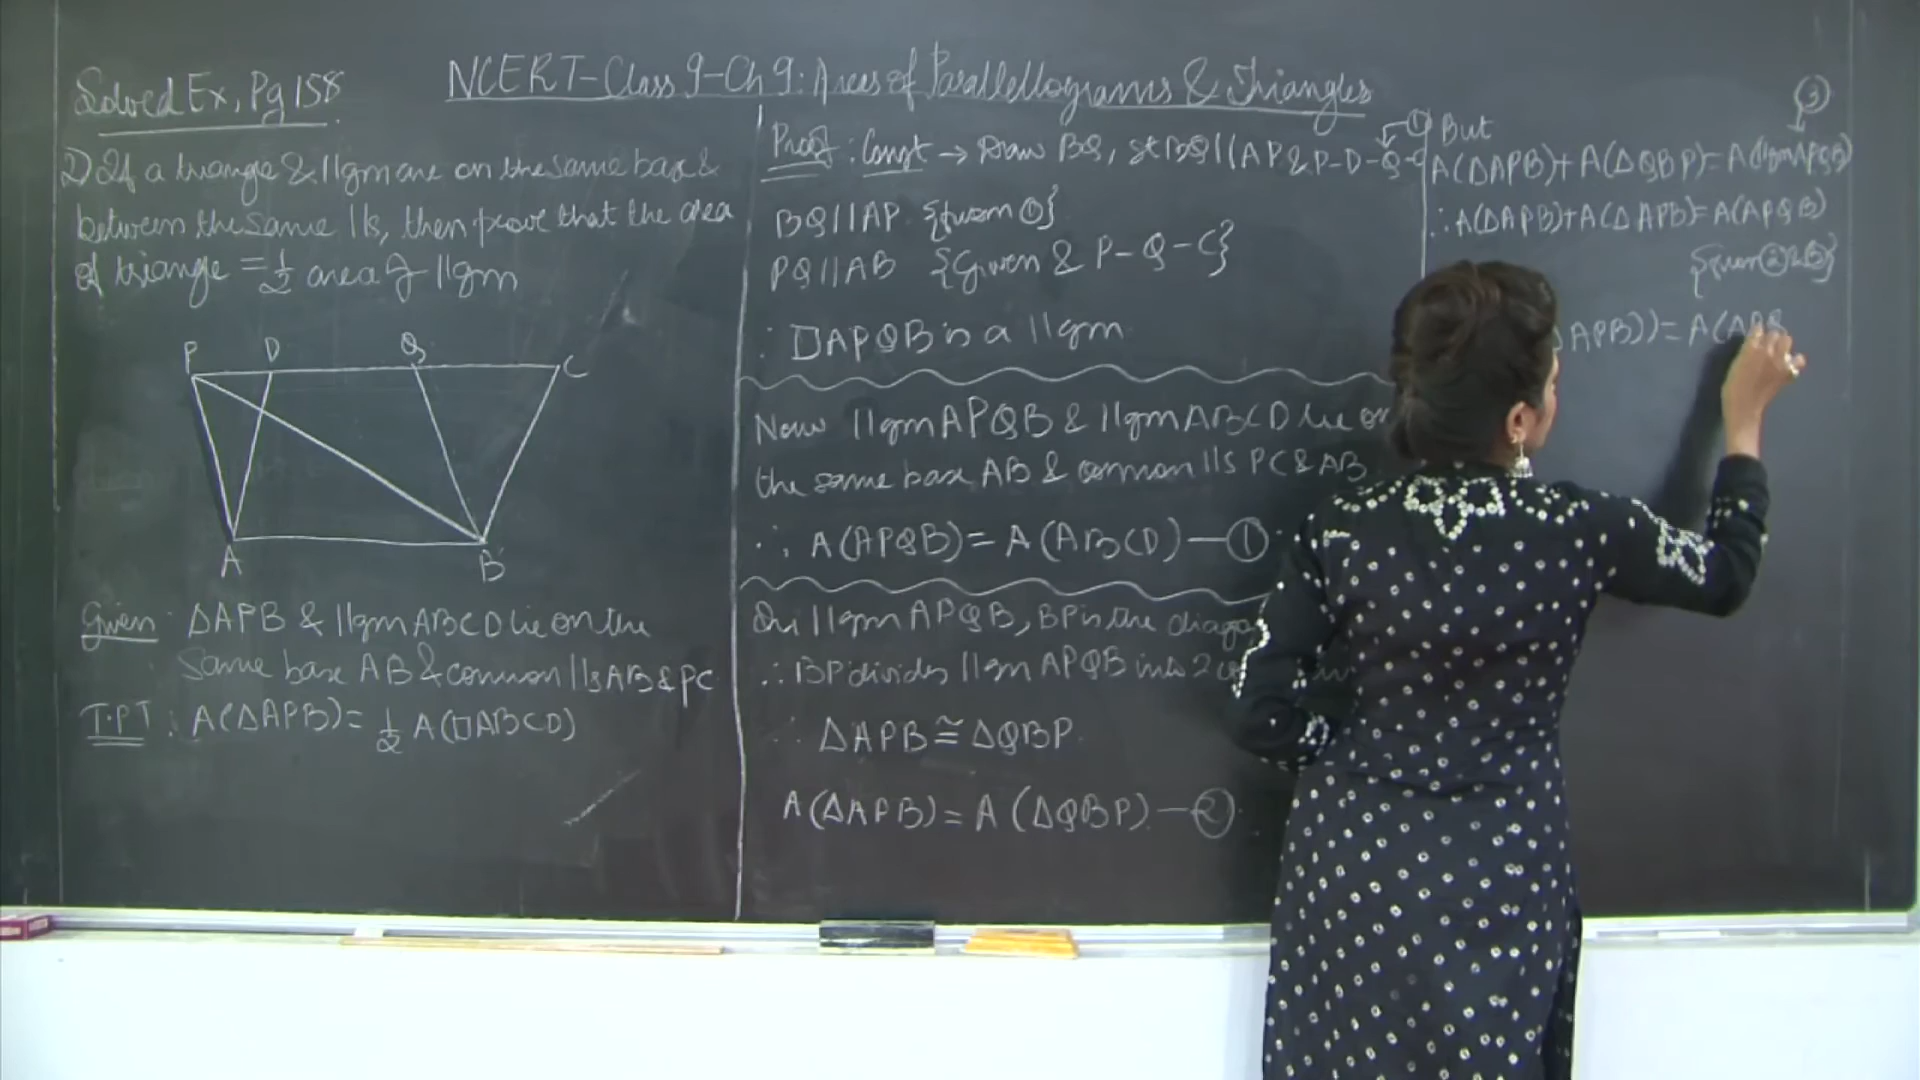 Solved Ex, Pg 158
NCERT-Class 9-Ch 9: Areas of Parallellograms & Triangles
2) If a triangle & ||gm are on the same base &
between the same ||s, then prove that the area
of triangle = 1/2 area of ||gm
P D Q C
A B
Given: ΔAPB & ||gm ABCD lie on the
same base AB & common ||s AB & PC
T.P.T : A(ΔAPB) = 1/2 A(□ABCD)
Proof : Const → Draw BQ, st BQ||AP & P-D-Q-C ①
BQ||AP {from ①}
PQ||AB {Given & P-Q-C}
∴ □APQB is a ||gm
Now ||gm APQB & ||gm ABCD lie on
the same base AB & common ||s PC & AB
∴ A(APQB) = A(ABCD) — ①
In ||gm APQB, BP is the
∴ BP divides ||gm APQB into 2
∴ ΔAPB ≅ ΔQBP
A(ΔAPB) = A(ΔQBP) — ②
③
But
A(ΔAPB) + A(ΔQBP) = A(||gm APQB)
∴ A(ΔAPB) + A(ΔAPB) = A(APQB)
{from ② & ③}
APB)) = A(APQ